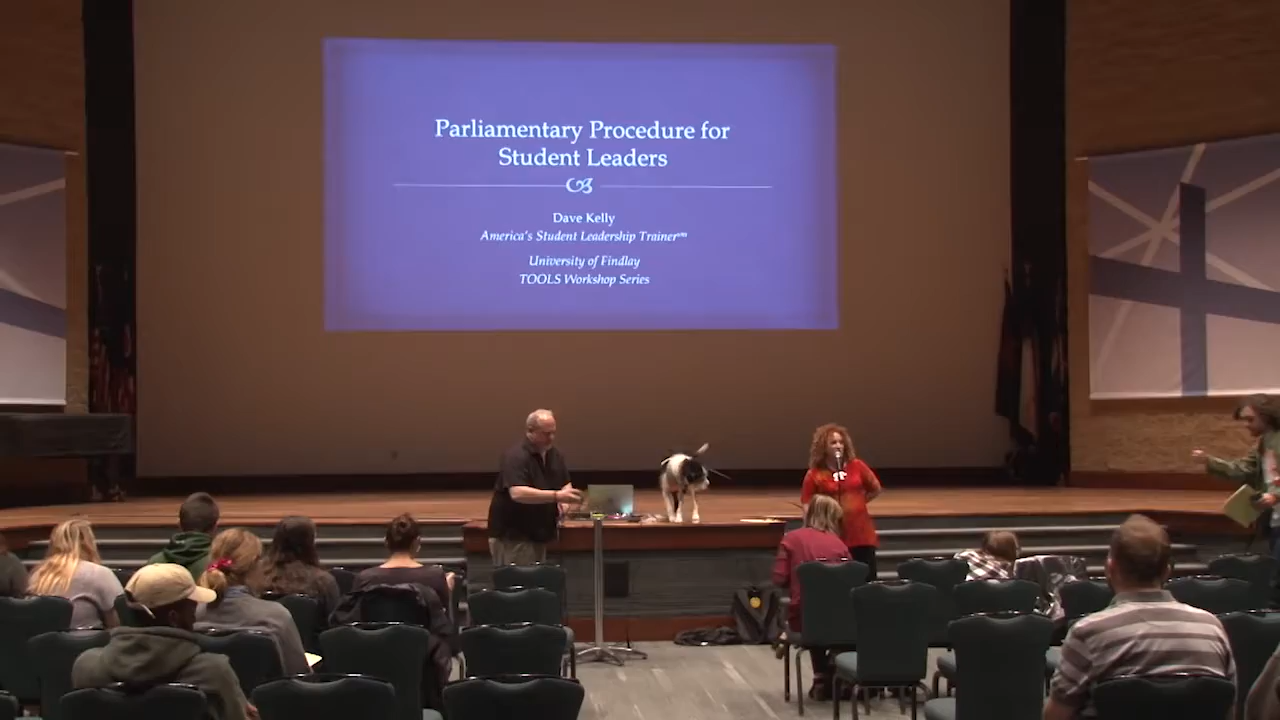 Parliamentary Procedure for
Student Leaders
Dave Kelly
America's Student Leadership Trainer℠
University of Findlay
TOOLS Workshop Series